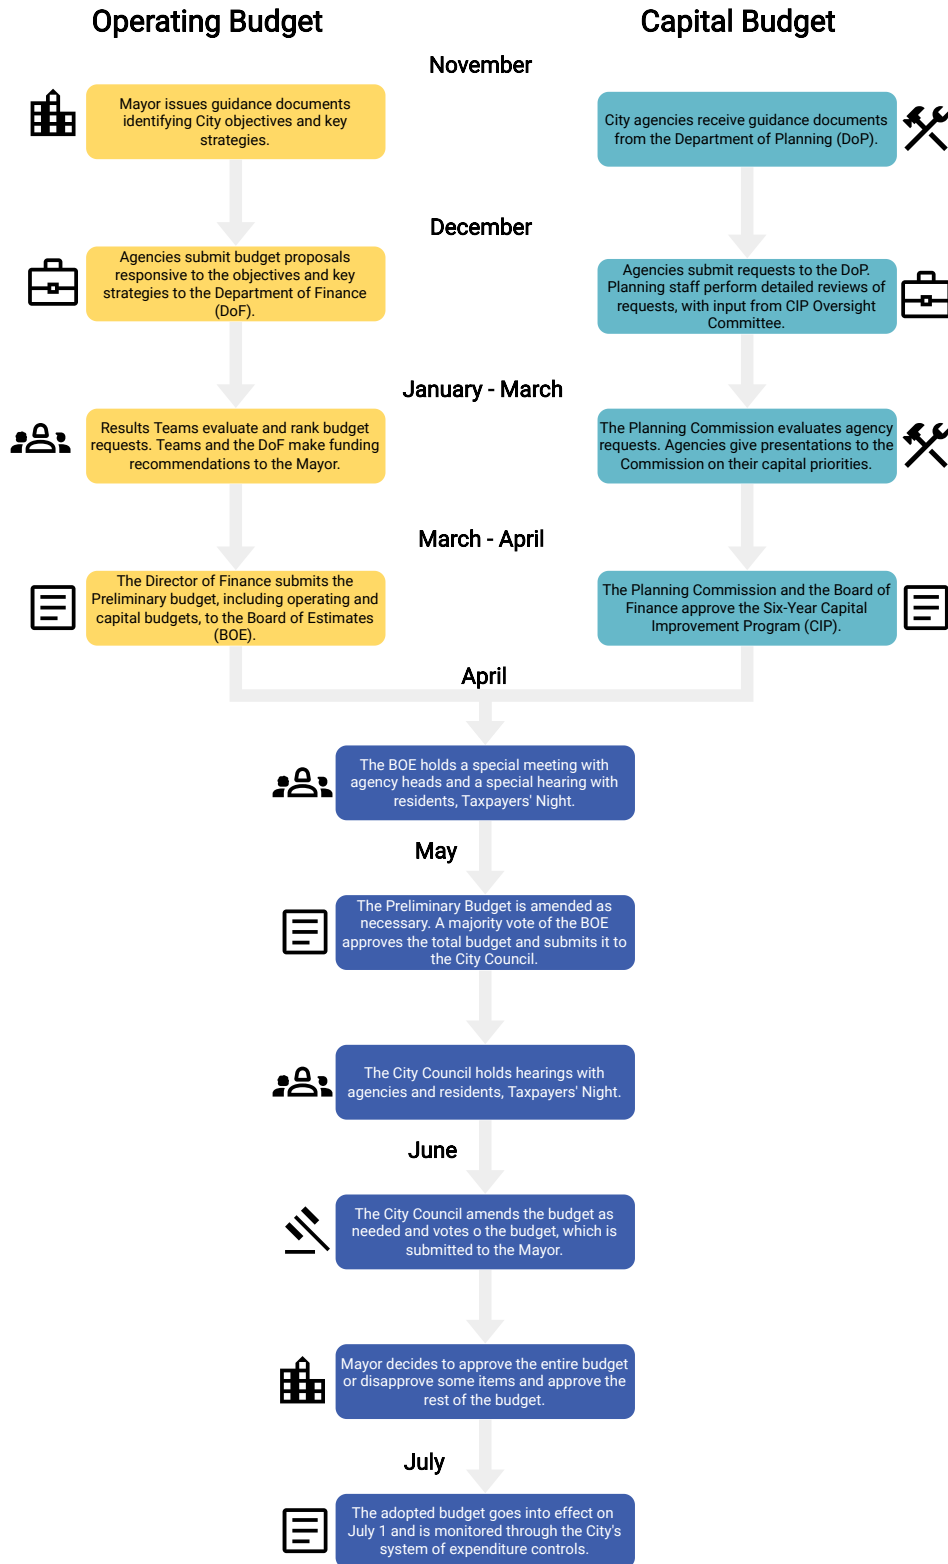 Operating Budget
Capital Budget
November
Mayor issues guidance documents
identifying City objectives and key
strategies.
City agencies receive guidance documents
from the Department of Planning (DoP).
December
Agencies submit budget proposals
responsive to the objectives and key
strategies to the Department of Finance
(DoF).
Agencies submit requests to the DoP.
Planning staff perform detailed reviews of
requests, with input from CIP Oversight
Committee.
January - March
Results Teams evaluate and rank budget
requests. Teams and the DoF make funding
recommendations to the Mayor.
The Planning Commission evaluates agency
requests. Agencies give presentations to the
Commission on their capital priorities.
March - April
The Director of Finance submits the
Preliminary budget, including operating and
capital budgets, to the Board of Estimates
(BOE).
The Planning Commission and the Board of
Finance approve the Six-Year Capital
Improvement Program (CIP).
April
The BOE holds a special meeting with
agency heads and a special hearing with
residents, Taxpayers' Night.
May
The Preliminary Budget is amended as
necessary. A majority vote of the BOE
approves the total budget and submits it to
the City Council.
The City Council holds hearings with
agencies and residents, Taxpayers' Night.
June
The City Council amends the budget as
needed and votes o the budget, which is
submitted to the Mayor.
Mayor decides to approve the entire budget
or disapprove some items and approve the
rest of the budget.
July
The adopted budget goes into effect on
July 1 and is monitored through the City's
system of expenditure controls.